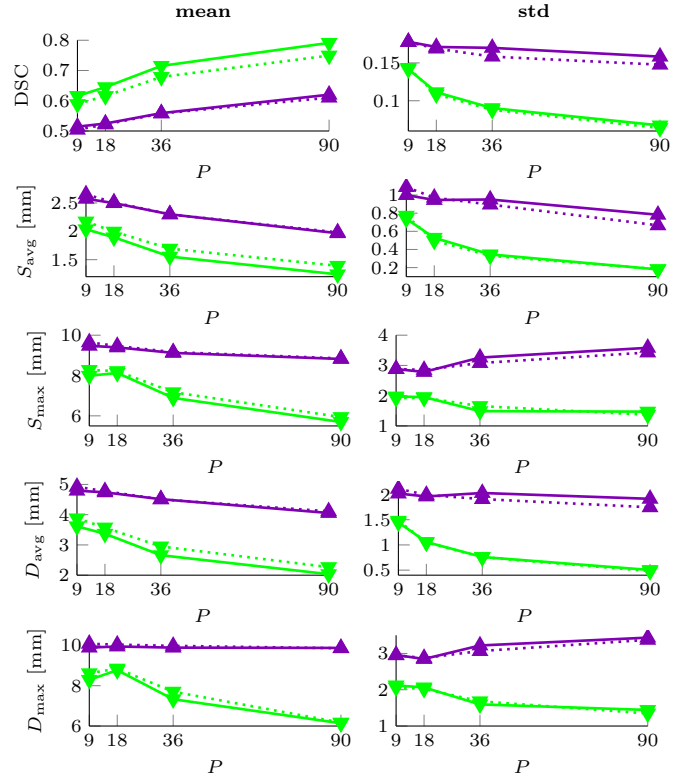 mean
std
0.8
0.7
0.6
0.5
DSC
9 18 36 90
P
0.15
0.1
9 18 36 90
P
2.5
2
1.5
S_avg [mm]
9 18 36 90
P
1
0.8
0.6
0.4
0.2
9 18 36 90
P
10
8
6
S_max [mm]
9 18 36 90
P
4
3
2
1
9 18 36 90
P
5
4
3
2
D_avg [mm]
9 18 36 90
P
2
1.5
1
0.5
9 18 36 90
P
10
8
6
D_max [mm]
9 18 36 90
P
3
2
1
9 18 36 90
P